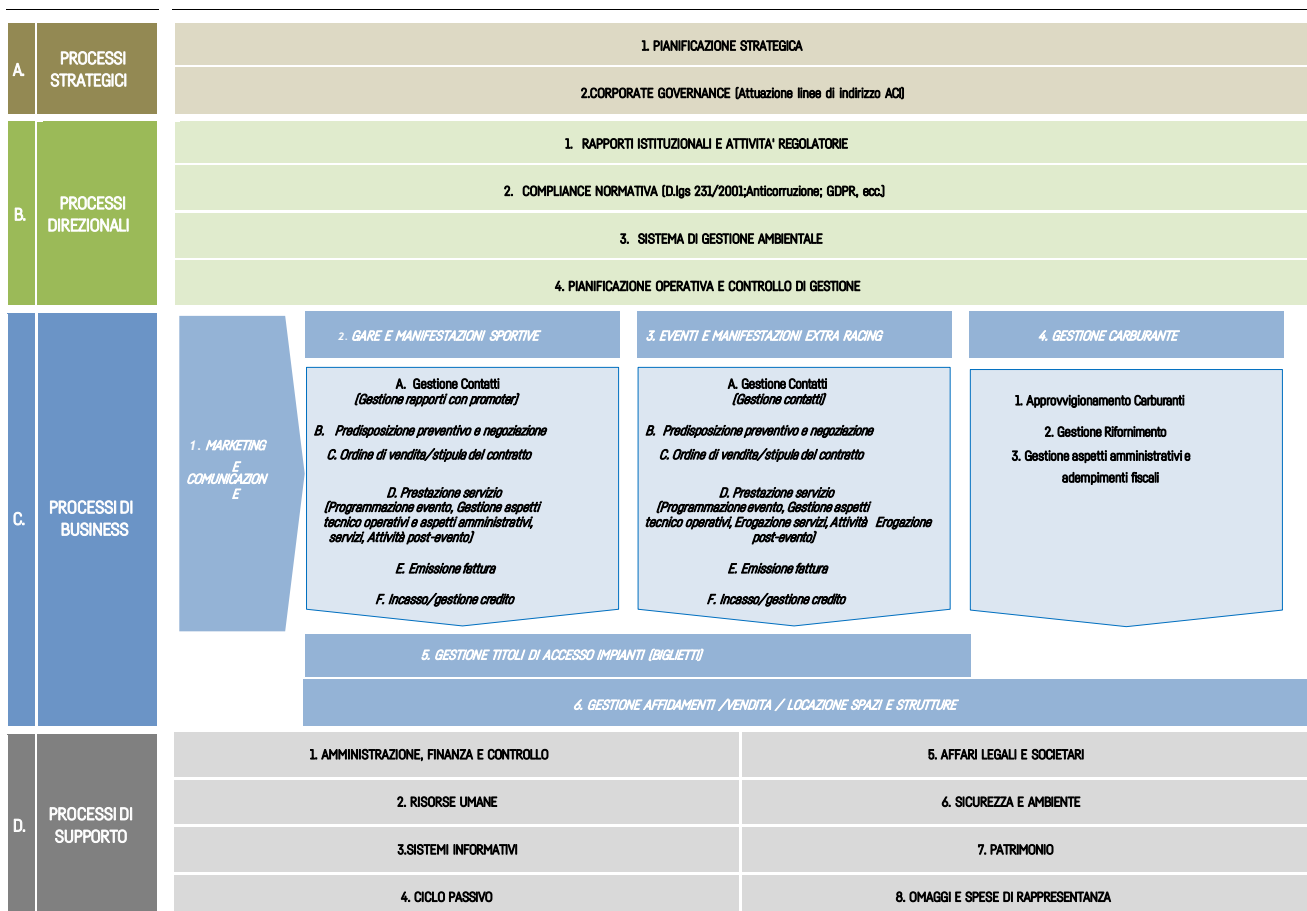 A.
PROCESSI
STRATEGICI
1. PIANIFICAZIONE STRATEGICA
2.CORPORATE GOVERNANCE (Attuazione linee di indirizzo ACI)
B.
PROCESSI
DIREZIONALI
1. RAPPORTI ISTITUZIONALI E ATTIVITA' REGOLATORIE
2. COMPLIANCE NORMATIVA (D.lgs 231/2001;Anticorruzione; GDPR, ecc.)
3. SISTEMA DI GESTIONE AMBIENTALE
4. PIANIFICAZIONE OPERATIVA E CONTROLLO DI GESTIONE
C.
PROCESSI DI
BUSINESS
1. MARKETING
E
COMUNICAZION
E
2. GARE E MANIFESTAZIONI SPORTIVE
A. Gestione Contatti
(Gestione rapporti con promoter)
B. Predisposizione preventivo e negoziazione
C. Ordine di vendita/stipula del contratto
D. Prestazione servizio
(Programmazione evento, Gestione aspetti
tecnico operativi e aspetti amministrativi,
servizi, Attività post-evento)
E. Emissione fattura
F. Incasso/gestione credito
3. EVENTI E MANIFESTAZIONI EXTRA RACING
A. Gestione Contatti
(Gestione contatti)
B. Predisposizione preventivo e negoziazione
C. Ordine di vendita/stipula del contratto
D. Prestazione servizio
(Programmazione evento, Gestione aspetti
tecnico operativi, Erogazione servizi, Attività Erogazione
post-evento)
E. Emissione fattura
F. Incasso/gestione credito
4. GESTIONE CARBURANTE
1. Approvvigionamento Carburanti
2. Gestione Rifornimento
3. Gestione aspetti amministrativi e
adempimenti fiscali
5. GESTIONE TITOLI DI ACCESSO IMPIANTI (BIGLIETTI)
6. GESTIONE AFFIDAMENTI /VENDITA / LOCAZIONE SPAZI E STRUTTURE
D.
PROCESSI DI
SUPPORTO
1. AMMINISTRAZIONE, FINANZA E CONTROLLO
2. RISORSE UMANE
3.SISTEMI INFORMATIVI
4. CICLO PASSIVO
5. AFFARI LEGALI E SOCIETARI
6. SICUREZZA E AMBIENTE
7. PATRIMONIO
8. OMAGGI E SPESE DI RAPPRESENTANZA